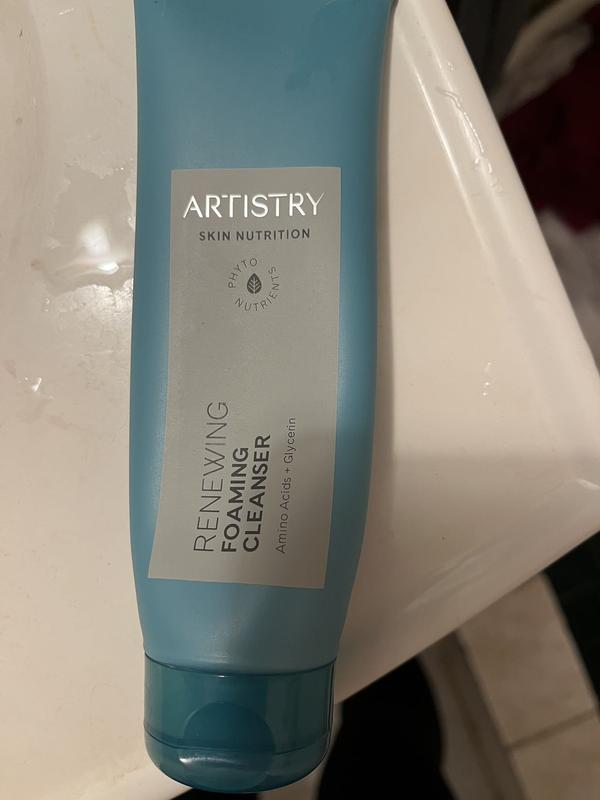 ARTISTRY
SKIN NUTRITION
PHYTO
NUTRIENTS
RENEWING
FOAMING
CLEANSER
Amino Acids + Glycerin